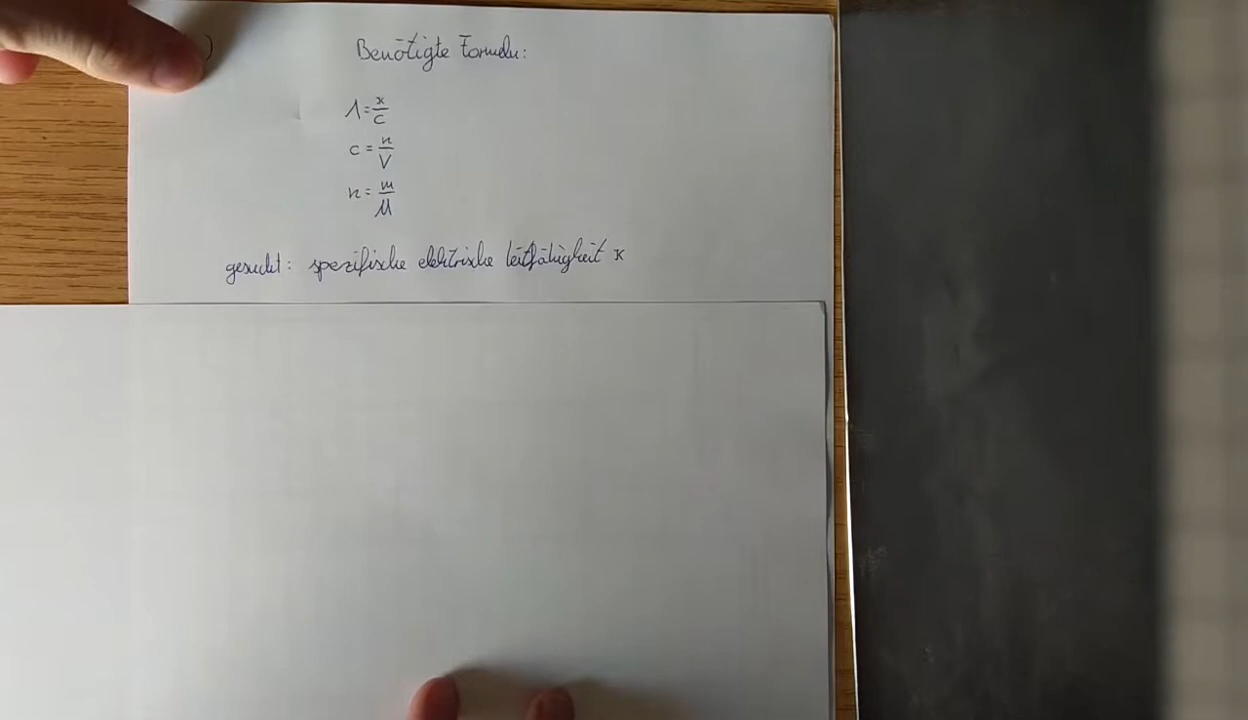 )
Benötigte Formeln:
Λ = ϰ/c
c = n/V
n = m/M
gesucht: spezifische elektrische Leitfähigkeit ϰ